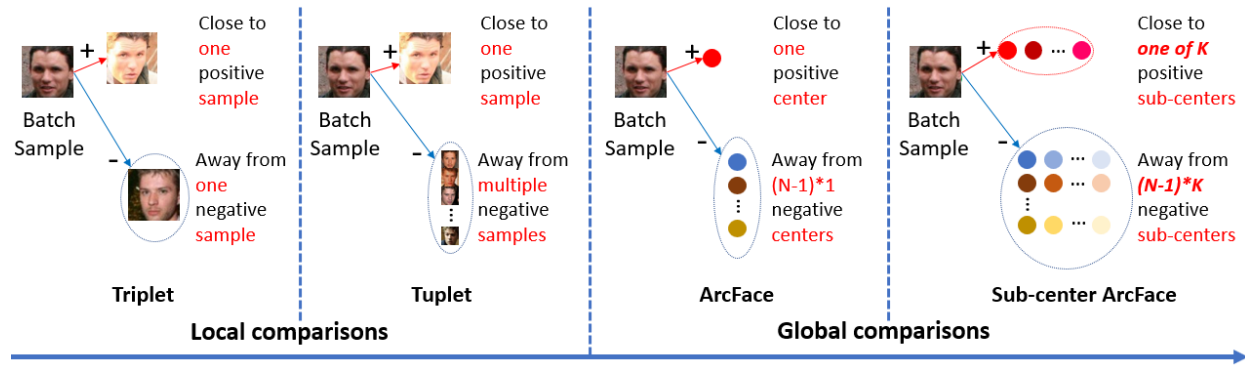 +
Close to
one
positive
sample
Batch
Sample
-
Away from
one
negative
sample
Triplet
+
Close to
one
positive
sample
Batch
Sample
-
Away from
multiple
negative
samples
Tuplet
Local comparisons
+
Close to
one
positive
center
Batch
Sample
-
Away from
(N-1)*1
negative
centers
ArcFace
+
...
Close to
one of K
positive
sub-centers
Batch
Sample
-
...
...
...
Away from
(N-1)*K
negative
sub-centers
Sub-center ArcFace
Global comparisons